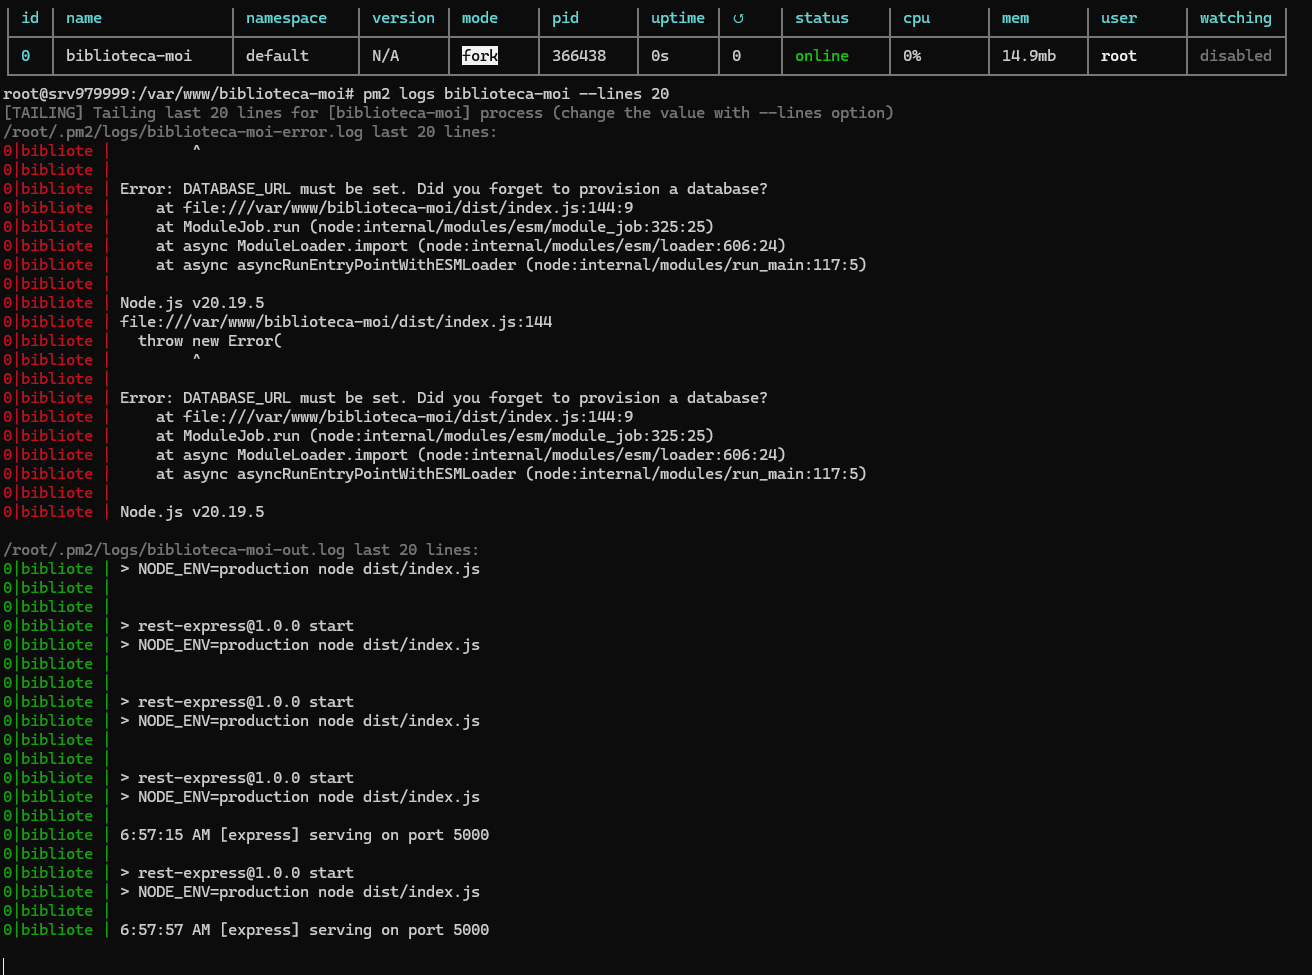 id name namespace version mode pid uptime ↺ status cpu mem user watching
0 biblioteca-moi default N/A fork 366438 0s 0 online 0% 14.9mb root disabled
root@srv979999:/var/www/biblioteca-moi# pm2 logs biblioteca-moi --lines 20
[TAILING] Tailing last 20 lines for [biblioteca-moi] process (change the value with --lines option)
/root/.pm2/logs/biblioteca-moi-error.log last 20 lines:
0|bibliote |         ^
0|bibliote |
0|bibliote | Error: DATABASE_URL must be set. Did you forget to provision a database?
0|bibliote |     at file:///var/www/biblioteca-moi/dist/index.js:144:9
0|bibliote |     at ModuleJob.run (node:internal/modules/esm/module_job:325:25)
0|bibliote |     at async ModuleLoader.import (node:internal/modules/esm/loader:606:24)
0|bibliote |     at async asyncRunEntryPointWithESMLoader (node:internal/modules/run_main:117:5)
0|bibliote |
0|bibliote | Node.js v20.19.5
0|bibliote | file:///var/www/biblioteca-moi/dist/index.js:144
0|bibliote |   throw new Error(
0|bibliote |         ^
0|bibliote |
0|bibliote | Error: DATABASE_URL must be set. Did you forget to provision a database?
0|bibliote |     at file:///var/www/biblioteca-moi/dist/index.js:144:9
0|bibliote |     at ModuleJob.run (node:internal/modules/esm/module_job:325:25)
0|bibliote |     at async ModuleLoader.import (node:internal/modules/esm/loader:606:24)
0|bibliote |     at async asyncRunEntryPointWithESMLoader (node:internal/modules/run_main:117:5)
0|bibliote |
0|bibliote | Node.js v20.19.5
/root/.pm2/logs/biblioteca-moi-out.log last 20 lines:
0|bibliote | > NODE_ENV=production node dist/index.js
0|bibliote |
0|bibliote |
0|bibliote | > rest-express@1.0.0 start
0|bibliote | > NODE_ENV=production node dist/index.js
0|bibliote |
0|bibliote |
0|bibliote | > rest-express@1.0.0 start
0|bibliote | > NODE_ENV=production node dist/index.js
0|bibliote |
0|bibliote |
0|bibliote | > rest-express@1.0.0 start
0|bibliote | > NODE_ENV=production node dist/index.js
0|bibliote |
0|bibliote | 6:57:15 AM [express] serving on port 5000
0|bibliote |
0|bibliote | > rest-express@1.0.0 start
0|bibliote | > NODE_ENV=production node dist/index.js
0|bibliote |
0|bibliote | 6:57:57 AM [express] serving on port 5000